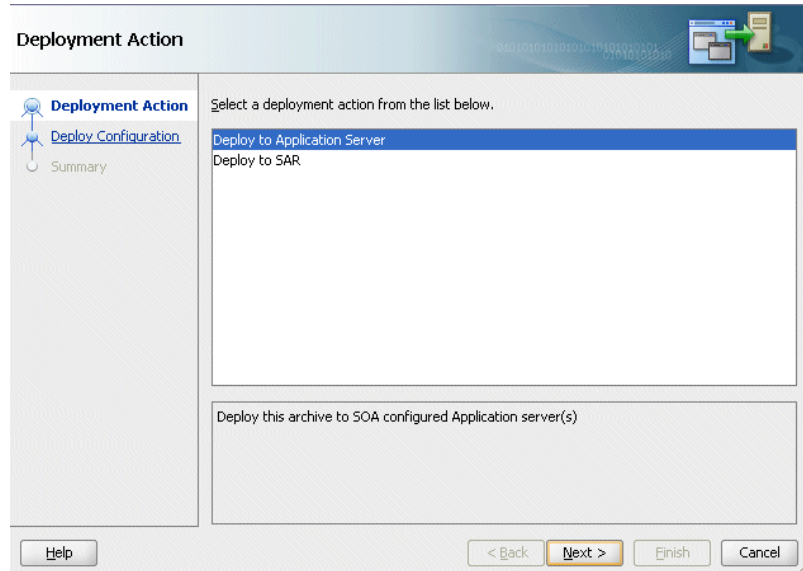 Deployment Action
Deployment Action
Deploy Configuration
Summary
Select a deployment action from the list below.
Deploy to Application Server
Deploy to SAR
Deploy this archive to SOA configured Application server(s)
Help
< Back
Next >
Finish
Cancel